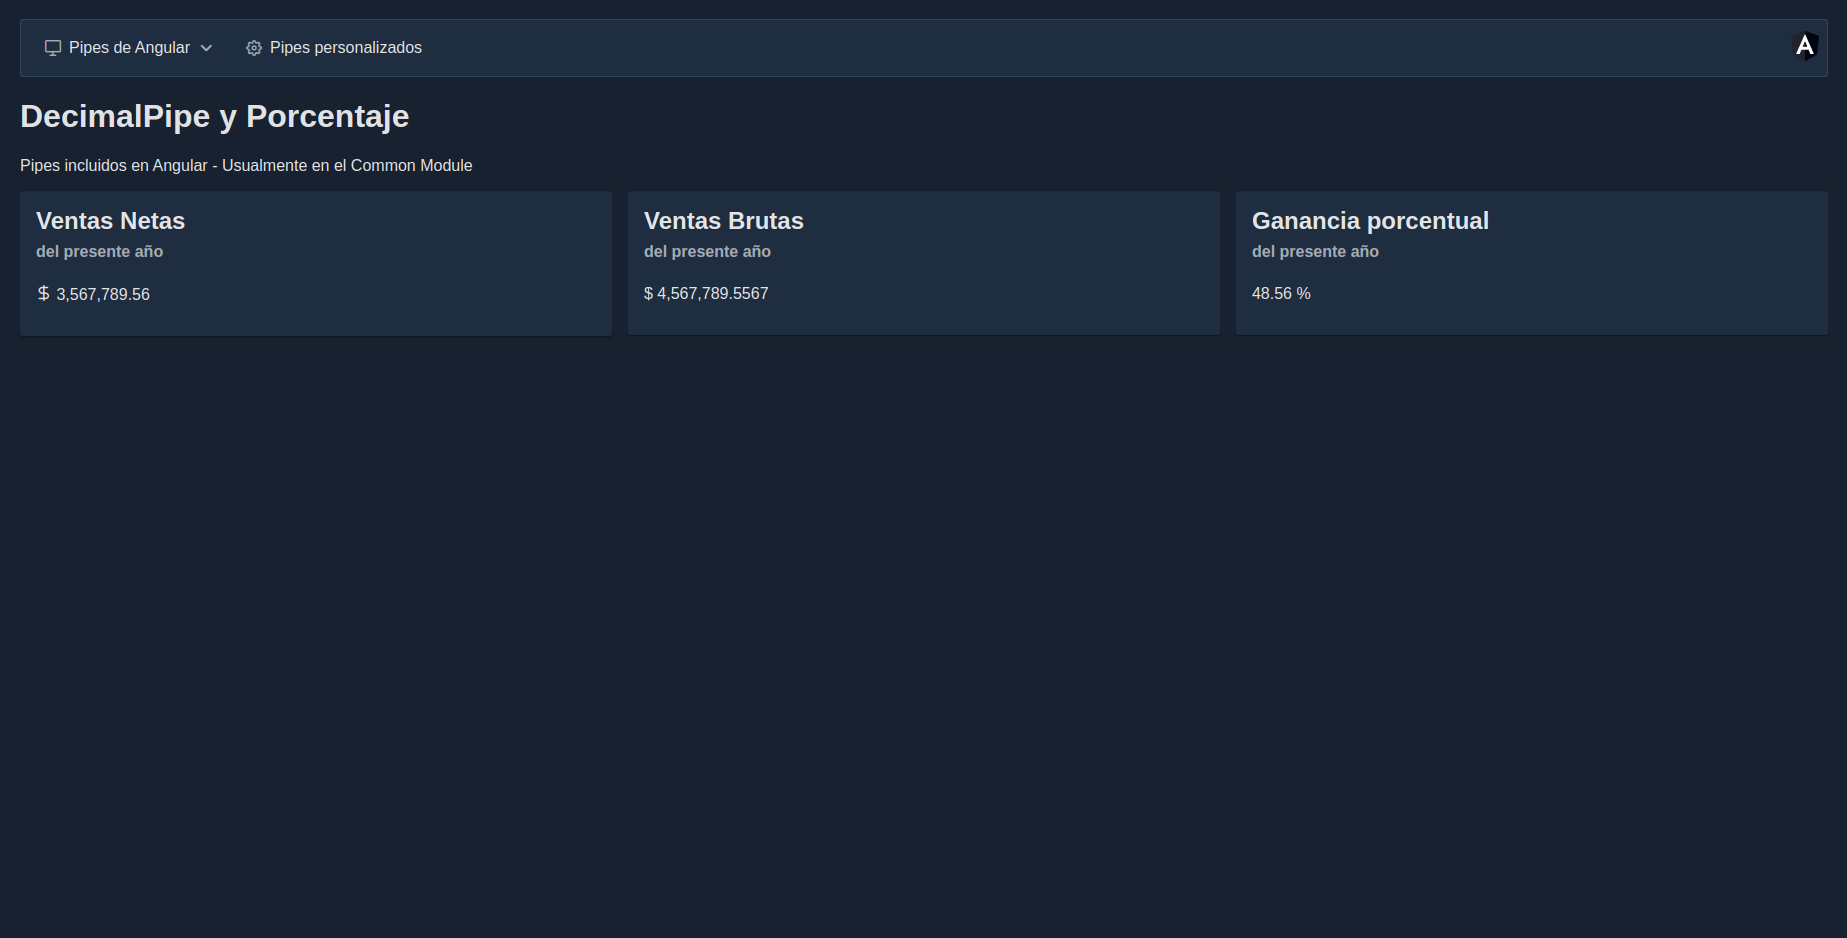 Pipes de Angular
Pipes personalizados
DecimalPipe y Porcentaje
Pipes incluidos en Angular - Usualmente en el Common Module
Ventas Netas
del presente año
$ 3,567,789.56
Ventas Brutas
del presente año
$ 4,567,789.5567
Ganancia porcentual
del presente año
48.56 %